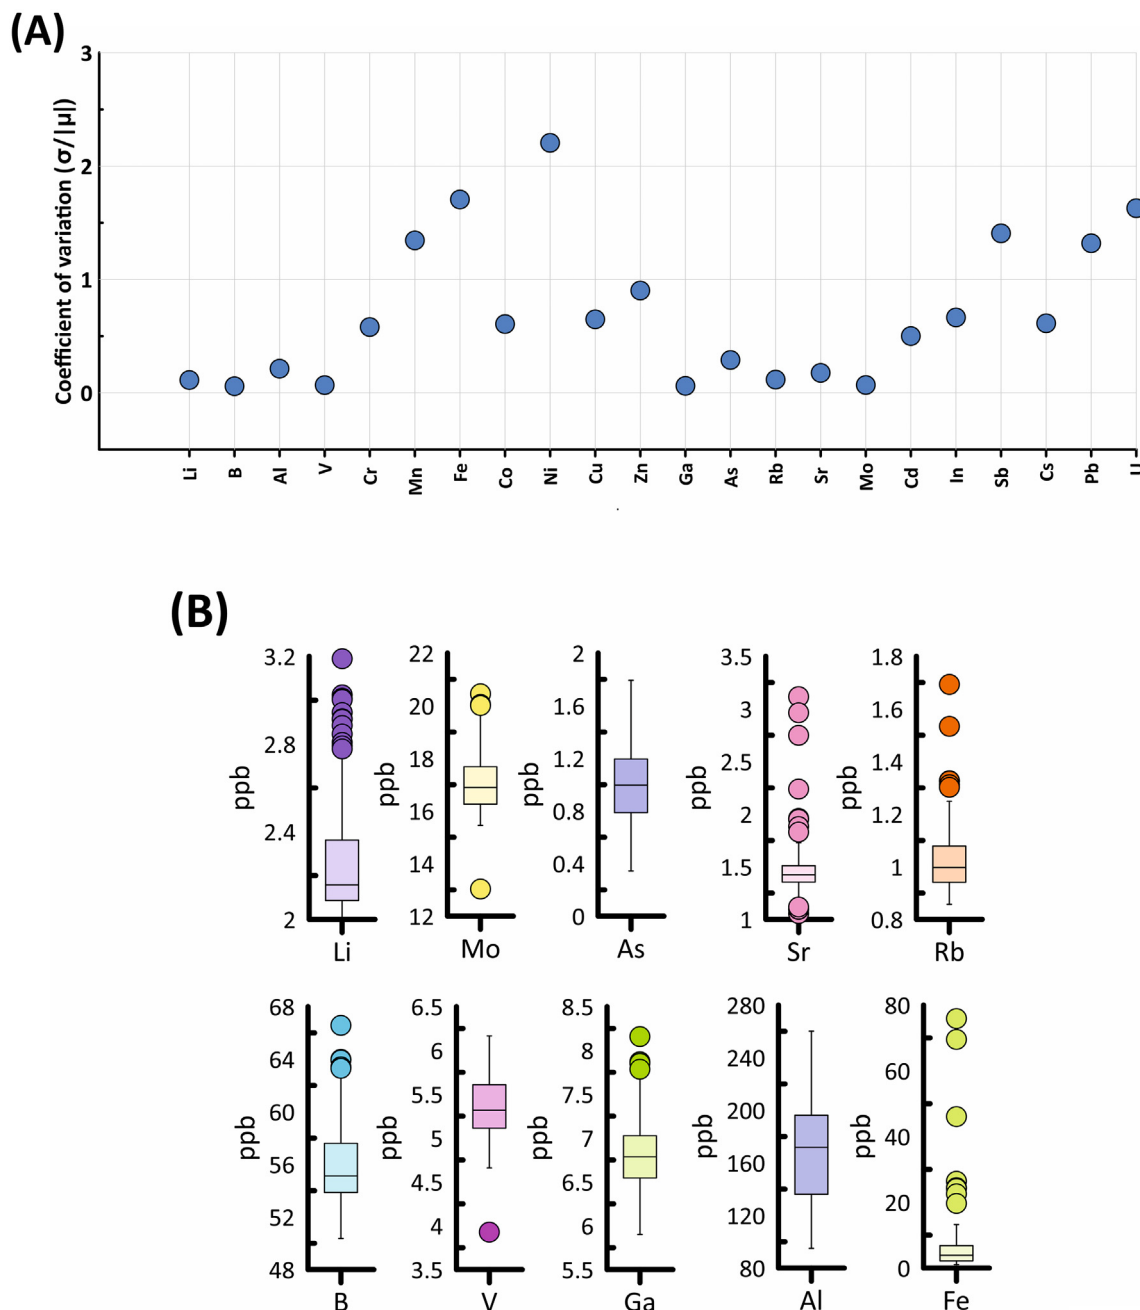 (A)
Coefficient of variation (σ/|μ|)
3
2
1
0
Li B Al V Cr Mn Fe Co Ni Cu Zn Ga As Rb Sr Mo Cd In Sb Cs Pb U
(B)
ppb
3.2
2.8
2.4
2
Li
ppb
22
20
18
16
14
12
Mo
ppb
2
1.6
1.2
0.8
0.4
0
As
ppb
3.5
3
2.5
2
1.5
1
Sr
ppb
1.8
1.6
1.4
1.2
1
0.8
Rb
ppb
68
64
60
56
52
48
B
ppb
6.5
6
5.5
5
4.5
4
3.5
V
ppb
8.5
8
7.5
7
6.5
6
5.5
Ga
ppb
280
240
200
160
120
80
Al
ppb
80
60
40
20
0
Fe